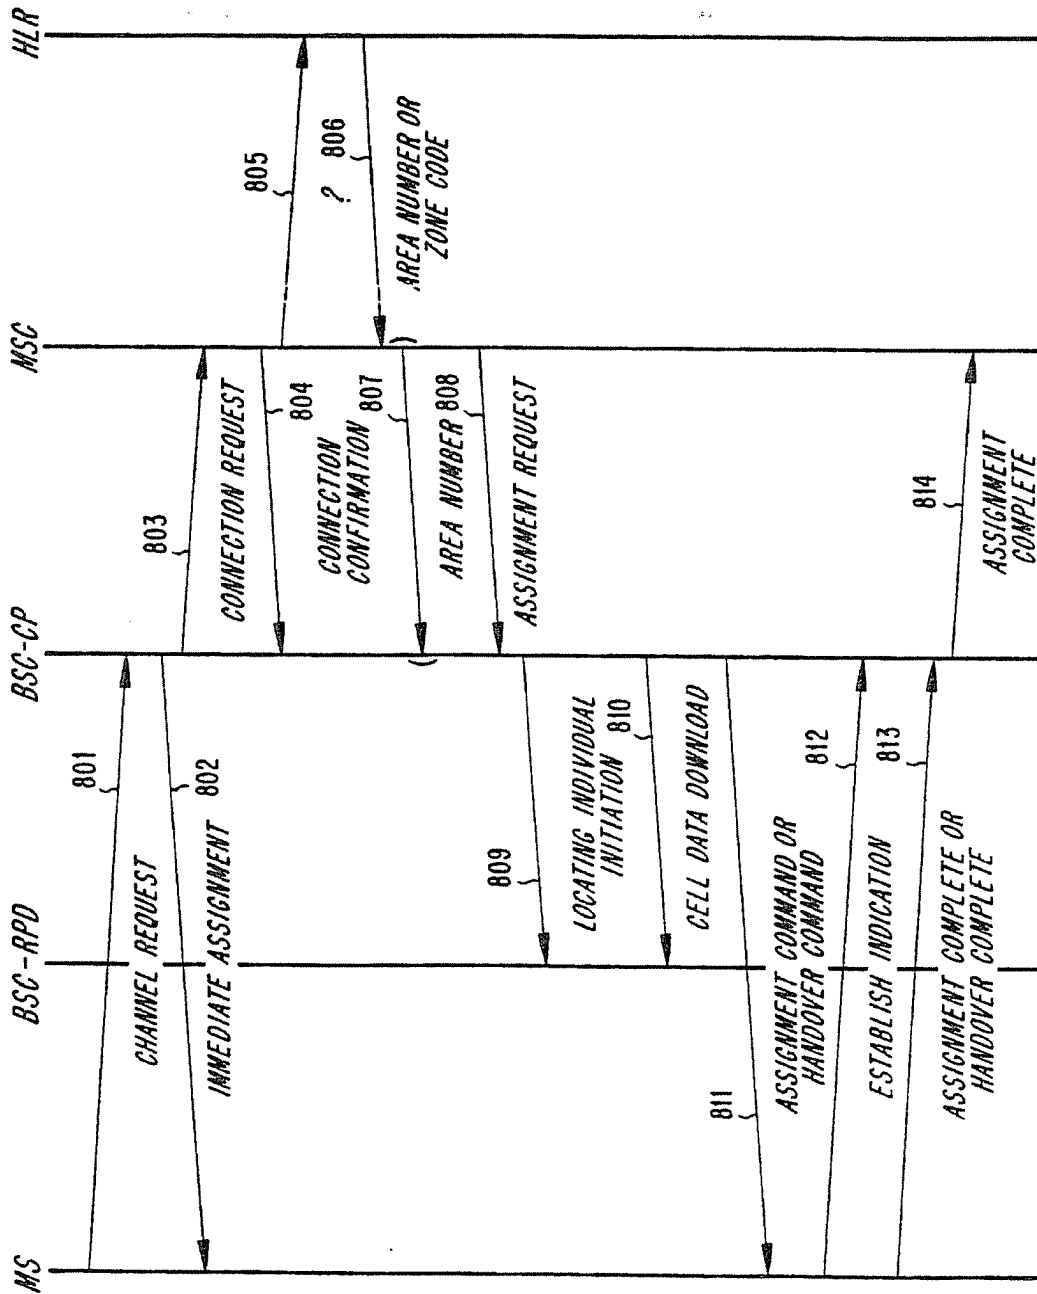 MS
BSC-RPD
BSC-CP
MSC
HLR
801
CHANNEL REQUEST
802
IMMEDIATE ASSIGNMENT
803
CONNECTION REQUEST
804
CONNECTION
CONFIRMATION
805
?
806
AREA NUMBER OR
ZONE CODE
(
)
807
AREA NUMBER
808
ASSIGNMENT REQUEST
809
LOCATING INDIVIDUAL
INITIATION
810
CELL DATA DOWNLOAD
811
ASSIGNMENT COMMAND OR
HANDOVER COMMAND
812
ESTABLISH INDICATION
813
ASSIGNMENT COMPLETE OR
HANDOVER COMPLETE
814
ASSIGNMENT
COMPLETE